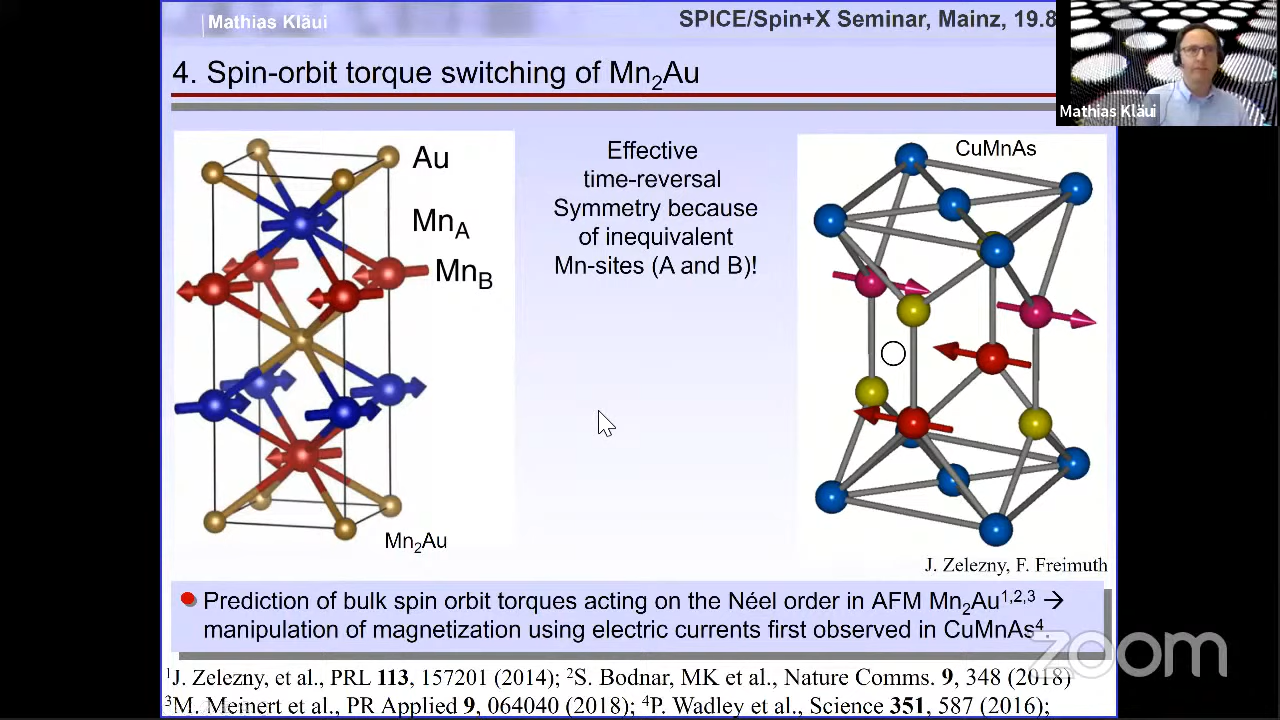 Mathias Kläui
SPICE/Spin+X Seminar, Mainz, 19.8
4. Spin-orbit torque switching of Mn₂Au
Mathias Kläui
Au
Mn_A
Mn_B
Mn₂Au
Effective
time-reversal
Symmetry because
of inequivalent
Mn-sites (A and B)!
CuMnAs
J. Zelezny, F. Freimuth
Prediction of bulk spin orbit torques acting on the Néel order in AFM Mn₂Au¹,²,³ →
manipulation of magnetization using electric currents first observed in CuMnAs⁴.
zoom
¹J. Zelezny, et al., PRL 113, 157201 (2014); ²S. Bodnar, MK et al., Nature Comms. 9, 348 (2018)
³M. Meinert et al., PR Applied 9, 064040 (2018); ⁴P. Wadley et al., Science 351, 587 (2016);